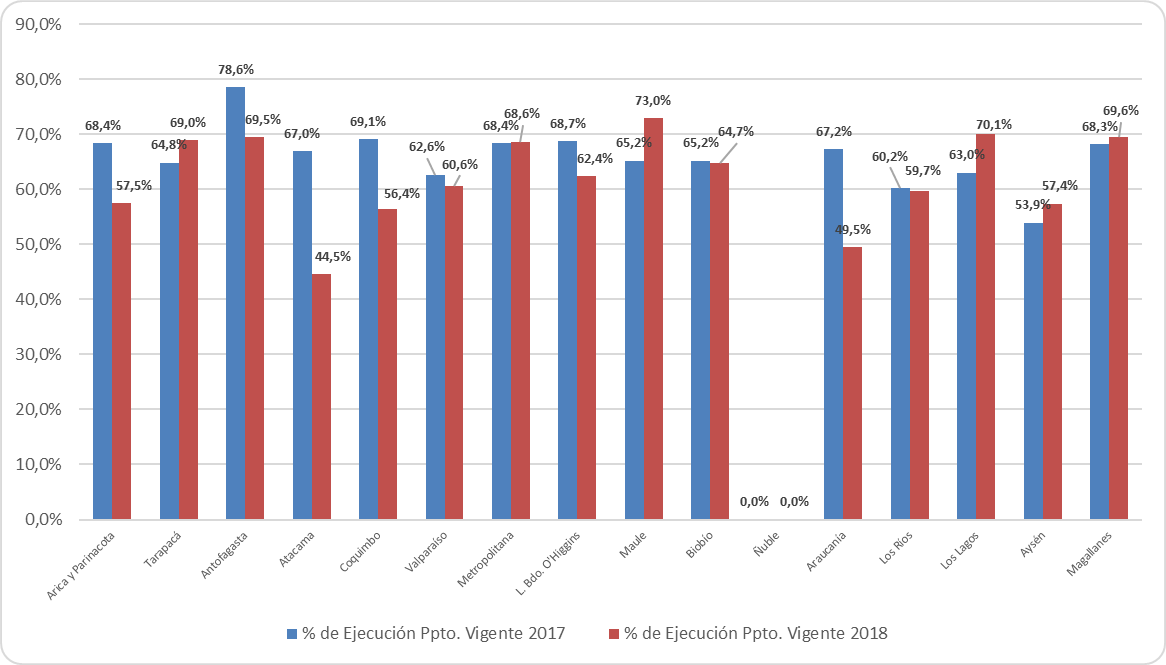 90,0%
80,0%
70,0%
60,0%
50,0%
40,0%
30,0%
20,0%
10,0%
0,0%
68,4%
57,5%
64,8%
69,0%
78,6%
69,5%
67,0%
44,5%
69,1%
56,4%
62,6%
60,6%
68,4%
68,6%
68,7%
62,4%
65,2%
73,0%
65,2%
64,7%
0,0%
0,0%
67,2%
49,5%
60,2%
59,7%
63,0%
70,1%
53,9%
57,4%
68,3%
69,6%
Arica y Parinacota
Tarapacá
Antofagasta
Atacama
Coquimbo
Valparaíso
Metropolitana
L. Bdo. O'Higgins
Maule
Biobío
Ñuble
Araucanía
Los Ríos
Los Lagos
Aysén
Magallanes
% de Ejecución Ppto. Vigente 2017
% de Ejecución Ppto. Vigente 2018